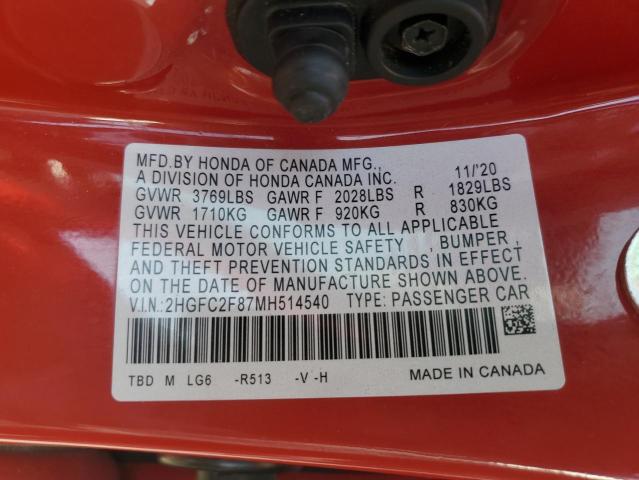 MFD.BY HONDA OF CANADA MFG., 11/'20
A DIVISION OF HONDA CANADA INC.
GVWR 3769LBS GAWR F 2028LBS R 1829LBS
GVWR 1710KG GAWR F 920KG R 830KG
THIS VEHICLE CONFORMS TO ALL APPLICABLE
FEDERAL MOTOR VEHICLE SAFETY , BUMPER ,
AND THEFT PREVENTION STANDARDS IN EFFECT
ON THE DATE OF MANUFACTURE SHOWN ABOVE.
V.I.N.:2HGFC2F87MH514540 TYPE: PASSENGER CAR
TBD M LG6 -R513 -V -H MADE IN CANADA